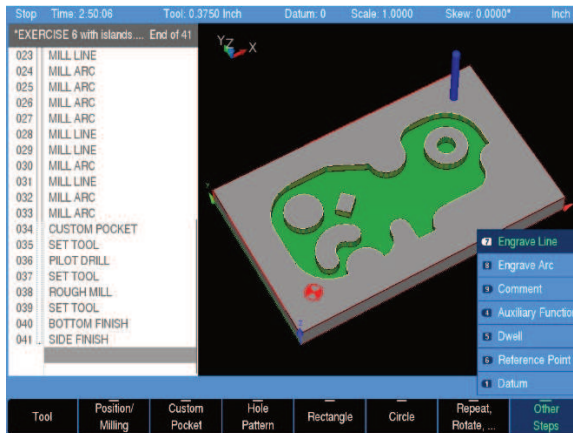 Stop Time: 2:50:06 Tool: 0.3750 Inch Datum: 0 Scale: 1.0000 Skew: 0.0000° Inch
*EXERCISE 6 with islands.... End of 41
023 MILL LINE
024 MILL ARC
025 MILL ARC
026 MILL ARC
027 MILL ARC
028 MILL LINE
029 MILL LINE
030 MILL ARC
031 MILL LINE
032 MILL ARC
033 MILL ARC
034 CUSTOM POCKET
035 SET TOOL
036 PILOT DRILL
037 SET TOOL
038 ROUGH MILL
039 SET TOOL
040 BOTTOM FINISH
041 SIDE FINISH
Y Z X
Z
7 Engrave Line
8 Engrave Arc
9 Comment
4 Auxiliary Function
5 Dwell
6 Reference Point
1 Datum
Tool
Position/
Milling
Custom
Pocket
Hole
Pattern
Rectangle
Circle
Repeat,
Rotate, ...
Other
Steps